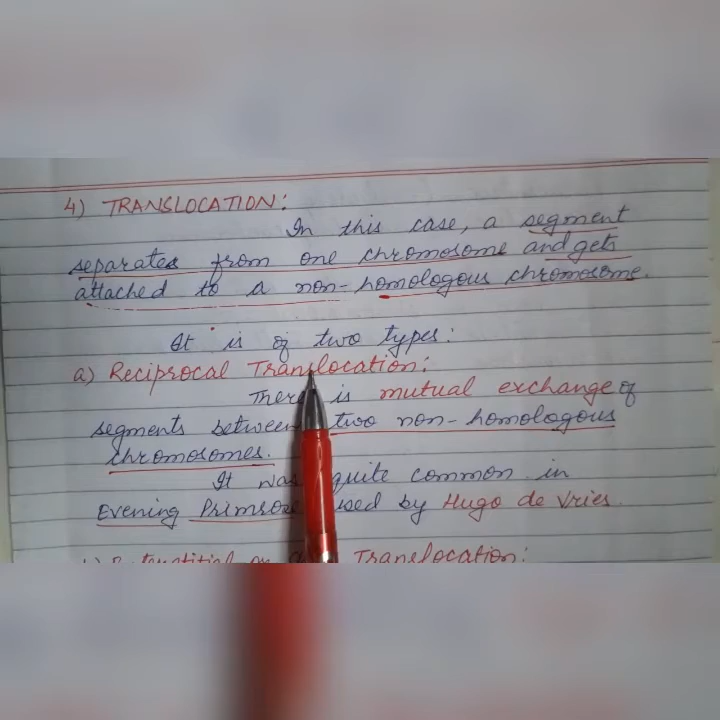 4) TRANSLOCATION:
In this case, a segment
separates from one chromosome and gets
attached to a non-homologous chromosome.
It is of two types:
a) Reciprocal Translocation:
There is mutual exchange of
segments between two non-homologous
chromosomes.
It was quite common in
Evening Primrose used by Hugo de Vries.
Translocation: